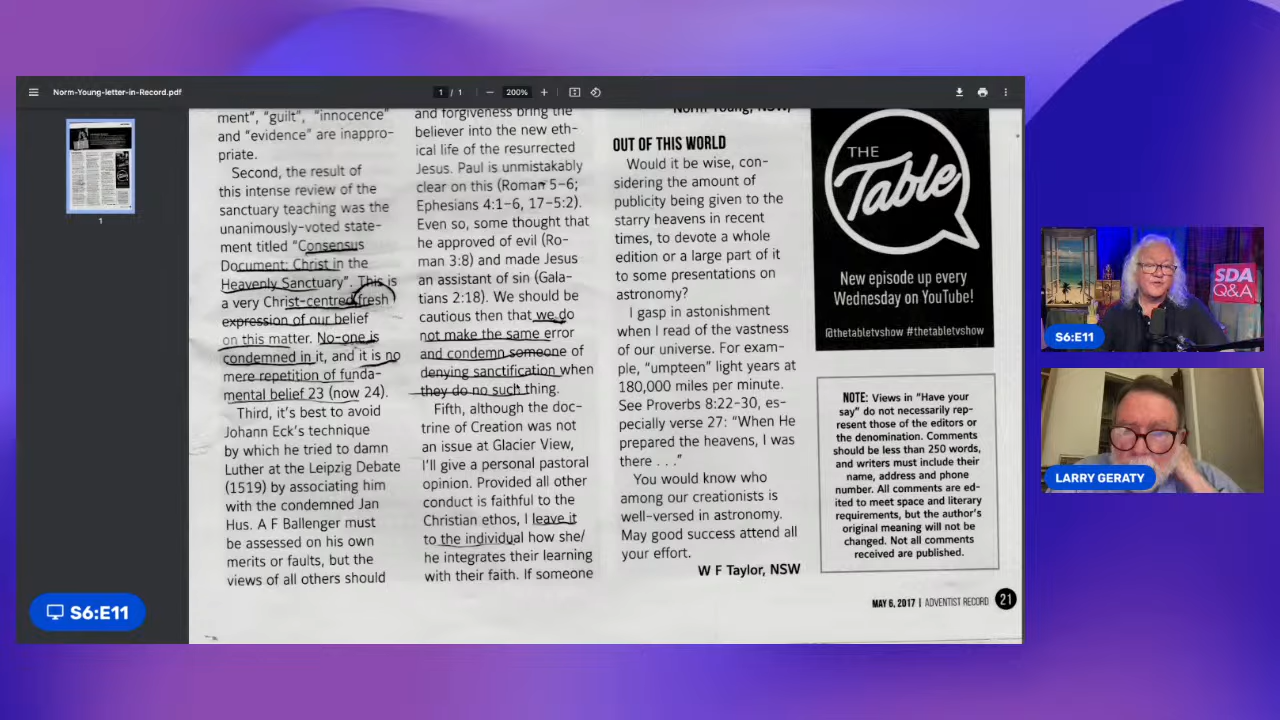 Norm-Young-letter-in-Record.pdf
1 / 1
200%
1
ment", "guilt", "innocence"
and "evidence" are inappro-
priate.
Second, the result of
this intense review of the
sanctuary teaching was the
unanimously-voted state-
ment titled "Consensus
Document: Christ in the
Heavenly Sanctuary". This is
a very Christ-centred fresh
expression of our belief
on this matter. No-one is
condemned in it, and it is no
mere repetition of funda-
mental belief 23 (now 24).
Third, it's best to avoid
Johann Eck's technique
by which he tried to damn
Luther at the Leipzig Debate
(1519) by associating him
with the condemned Jan
Hus. A F Ballenger must
be assessed on his own
merits or faults, but the
views of all others should
and forgiveness bring the
believer into the new eth-
ical life of the resurrected
Jesus. Paul is unmistakably
clear on this (Roman 5–6;
Ephesians 4:1–6, 17–5:2).
Even so, some thought that
he approved of evil (Ro-
man 3:8) and made Jesus
an assistant of sin (Gala-
tians 2:18). We should be
cautious then that we do
not make the same error
and condemn someone of
denying sanctification when
they do no such thing.
Fifth, although the doc-
trine of Creation was not
an issue at Glacier View,
I'll give a personal pastoral
opinion. Provided all other
conduct is faithful to the
Christian ethos, I leave it
to the individual how she/
he integrates their learning
with their faith. If someone
Norm Young, NSW,
OUT OF THIS WORLD
Would it be wise, con-
sidering the amount of
publicity being given to the
starry heavens in recent
times, to devote a whole
edition or a large part of it
to some presentations on
astronomy?
I gasp in astonishment
when I read of the vastness
of our universe. For exam-
ple, "umpteen" light years at
180,000 miles per minute.
See Proverbs 8:22-30, es-
pecially verse 27: "When He
prepared the heavens, I was
there . . ."
You would know who
among our creationists is
well-versed in astronomy.
May good success attend all
your effort.
W F Taylor, NSW
THE
Table
New episode up every
Wednesday on YouTube!
@thetabletvshow #thetabletvshow
NOTE: Views in "Have your
say" do not necessarily rep-
resent those of the editors or
the denomination. Comments
should be less than 250 words,
and writers must include their
name, address and phone
number. All comments are ed-
ited to meet space and literary
requirements, but the author's
original meaning will not be
changed. Not all comments
received are published.
MAY 6, 2017 | ADVENTIST RECORD 21
S6:E11
SDA
Q&A
S6:E11
LARRY GERATY